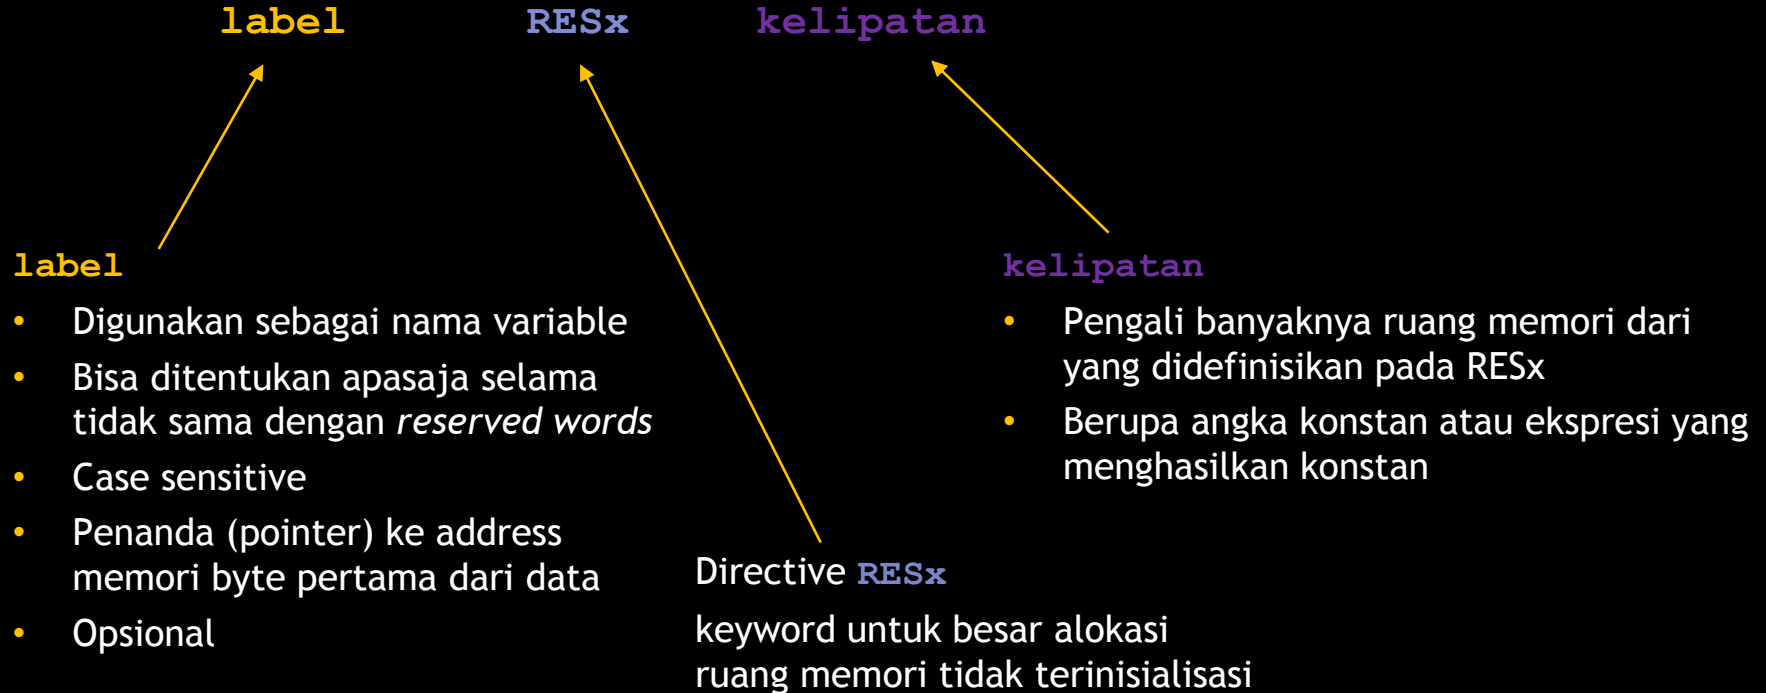 label RESx kelipatan
label
• Digunakan sebagai nama variable
• Bisa ditentukan apasaja selama
tidak sama dengan reserved words
• Case sensitive
• Penanda (pointer) ke address
memori byte pertama dari data
• Opsional
Directive RESx
keyword untuk besar alokasi
ruang memori tidak terinisialisasi
kelipatan
• Pengali banyaknya ruang memori dari
yang didefinisikan pada RESx
• Berupa angka konstan atau ekspresi yang
menghasilkan konstan